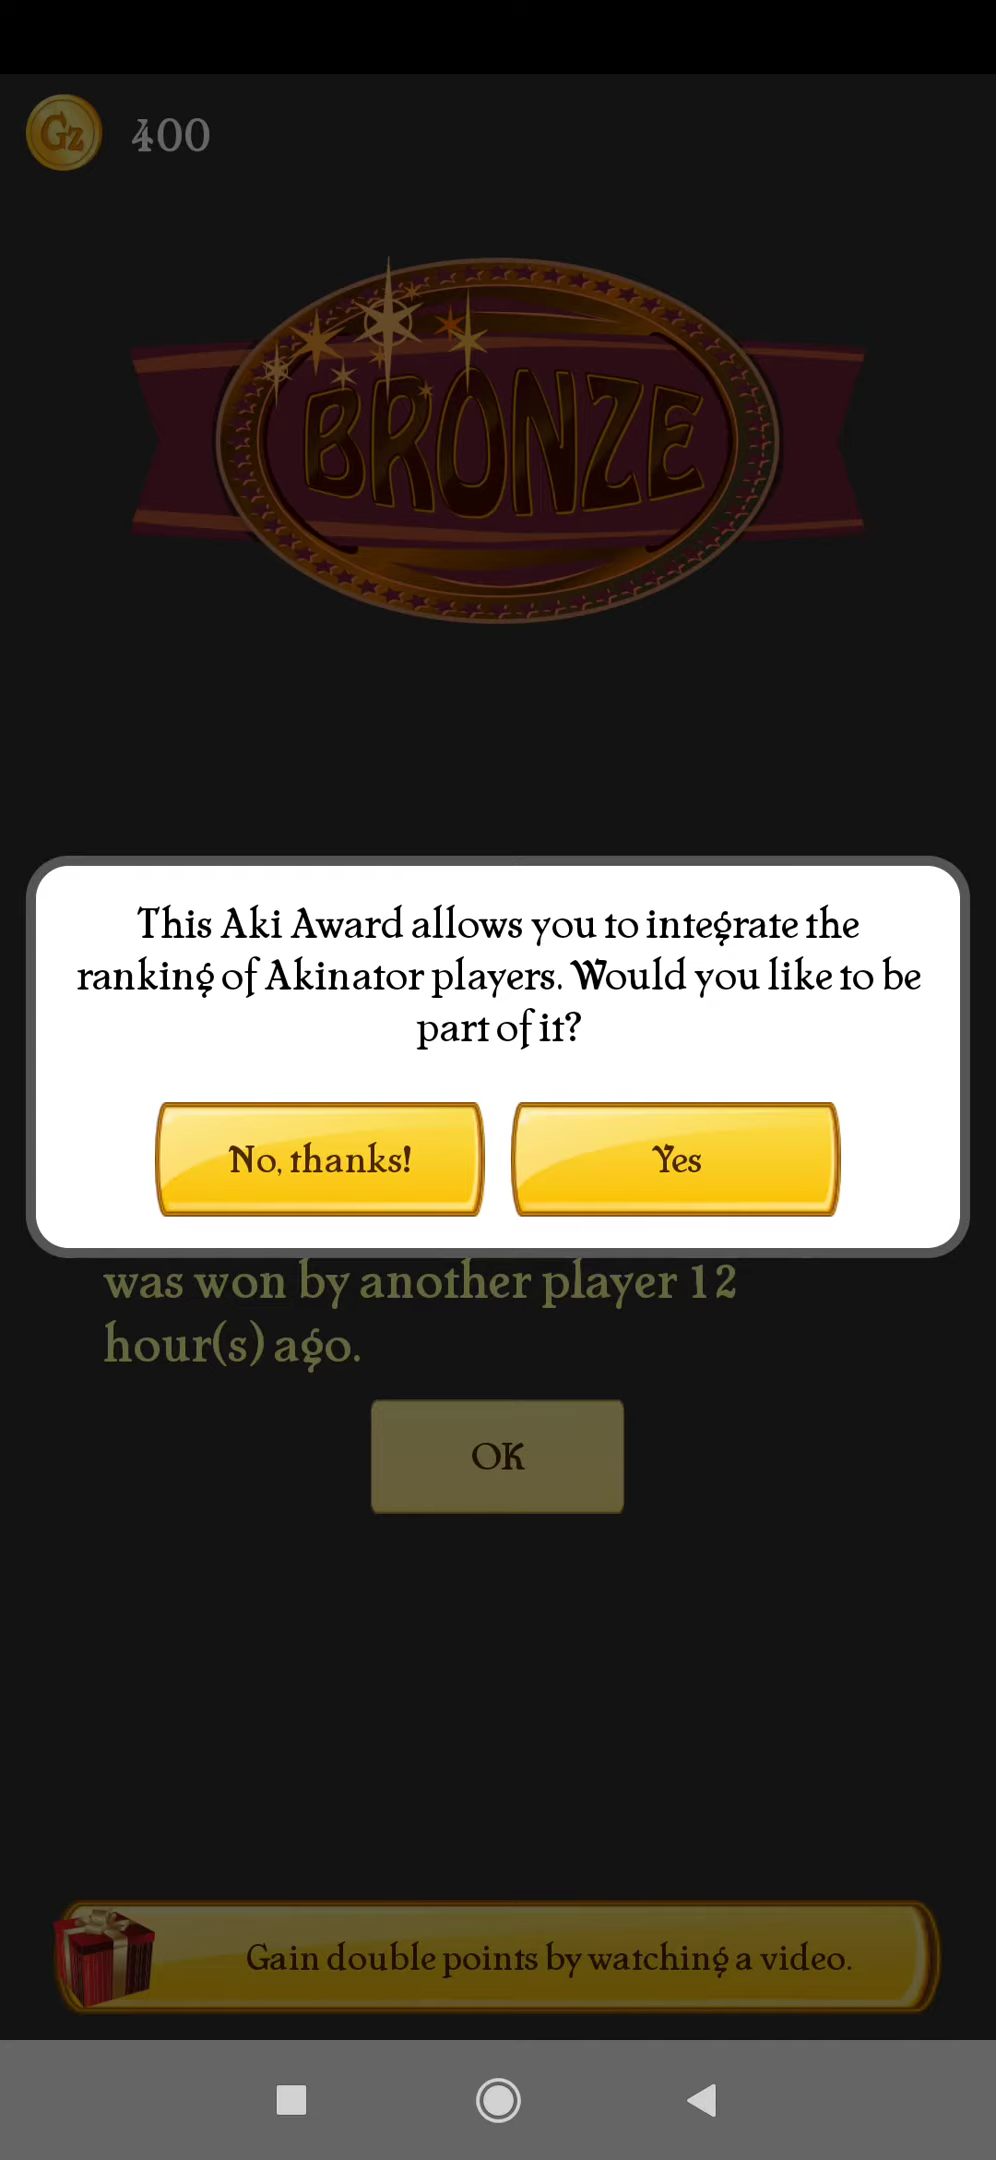 Gz 400
BRONZE
This Aki Award allows you to integrate the
ranking of Akinator players. Would you like to be
part of it?
No, thanks! Yes
was won by another player 12
hour(s) ago.
OK
Gain double points by watching a video.